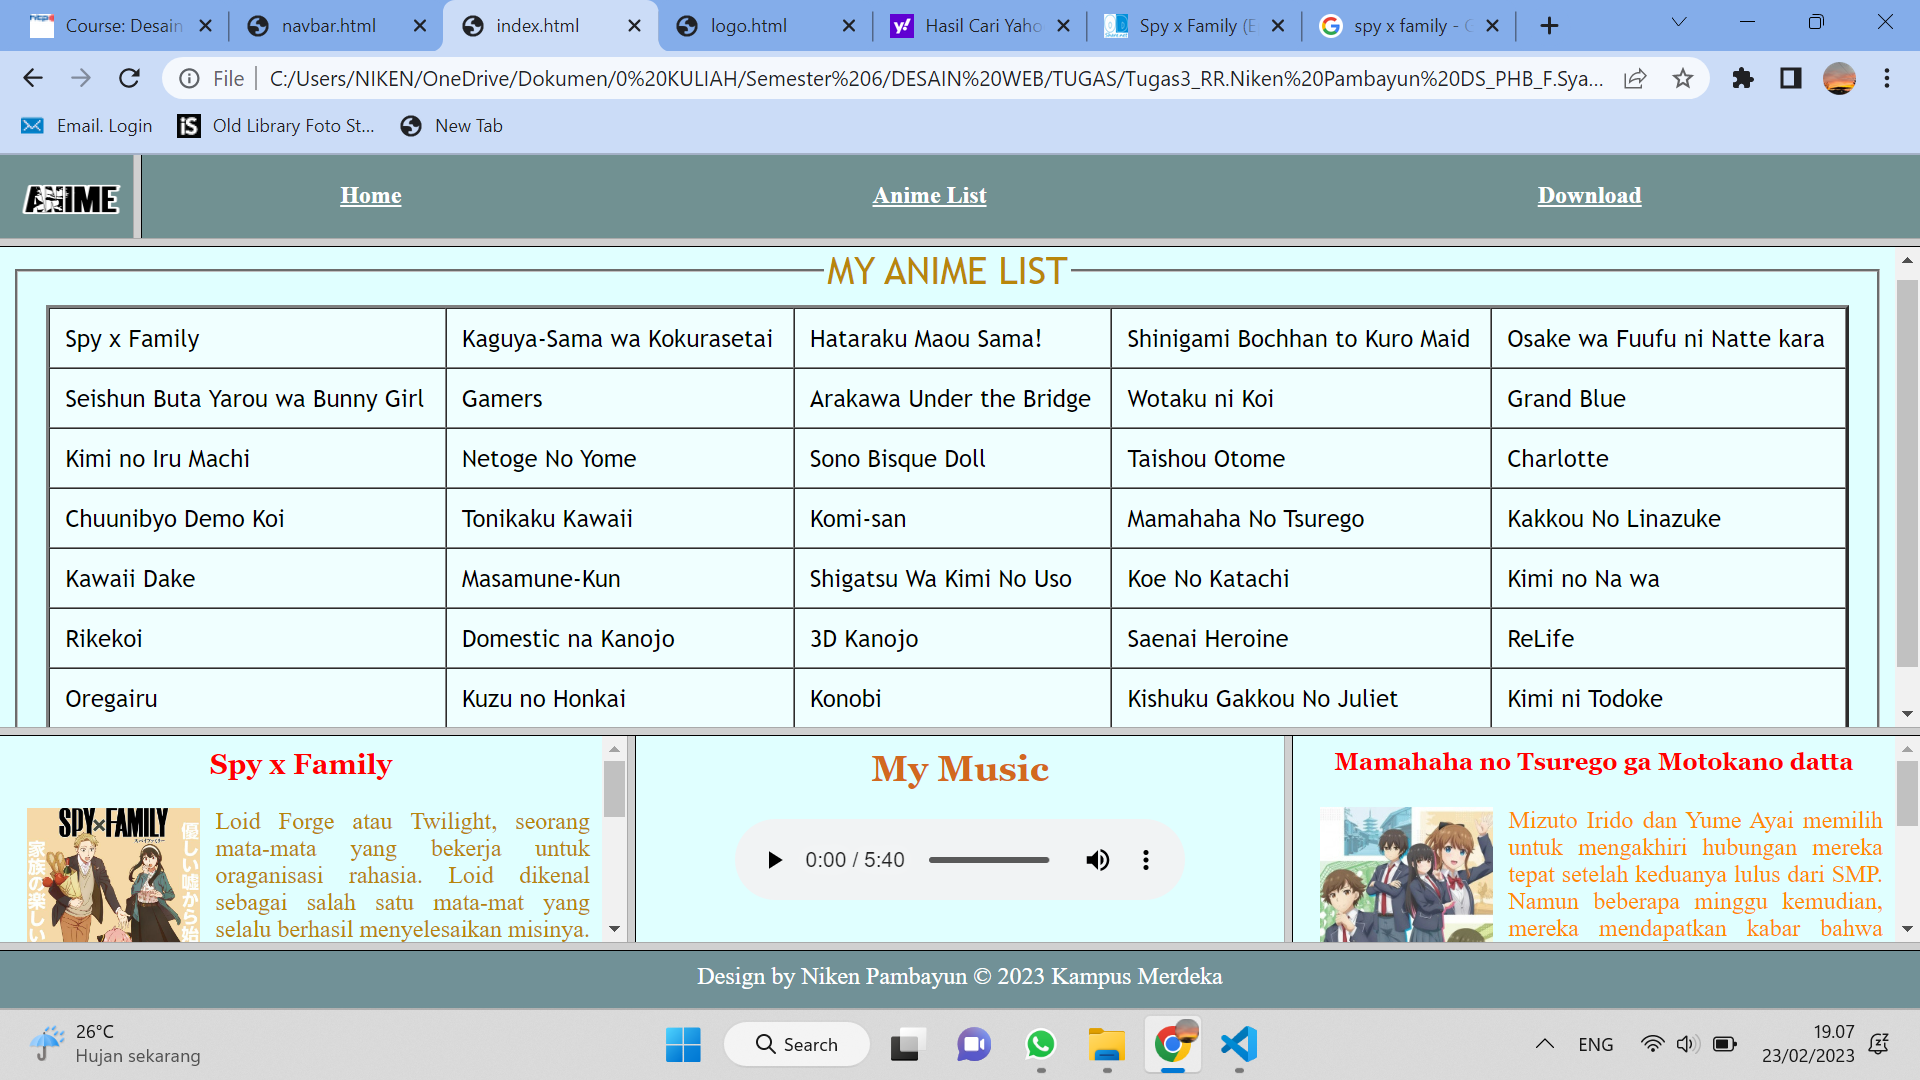 Course: Desain
navbar.html
index.html
logo.html
Hasil Cari Yaho
Spy x Family (E
spy x family - G
File
C:/Users/NIKEN/OneDrive/Dokumen/0%20KULIAH/Semester%206/DESAIN%20WEB/TUGAS/Tugas3_RR.Niken%20Pambayun%20DS_PHB_F.Sya...
Email. Login
iS
Old Library Foto St...
New Tab
ANIME
Home
Anime List
Download
MY ANIME LIST
Spy x Family
Kaguya-Sama wa Kokurasetai
Hataraku Maou Sama!
Shinigami Bochhan to Kuro Maid
Osake wa Fuufu ni Natte kara
Seishun Buta Yarou wa Bunny Girl
Gamers
Arakawa Under the Bridge
Wotaku ni Koi
Grand Blue
Kimi no Iru Machi
Netoge No Yome
Sono Bisque Doll
Taishou Otome
Charlotte
Chuunibyo Demo Koi
Tonikaku Kawaii
Komi-san
Mamahaha No Tsurego
Kakkou No Linazuke
Kawaii Dake
Masamune-Kun
Shigatsu Wa Kimi No Uso
Koe No Katachi
Kimi no Na wa
Rikekoi
Domestic na Kanojo
3D Kanojo
Saenai Heroine
ReLife
Oregairu
Kuzu no Honkai
Konobi
Kishuku Gakkou No Juliet
Kimi ni Todoke
Spy x Family
SPY×FAMILY
Loid Forge atau Twilight, seorang
mata-mata yang bekerja untuk
oraganisasi rahasia. Loid dikenal
sebagai salah satu mata-mat yang
selalu berhasil menyelesaikan misinya.
My Music
0:00 / 5:40
Mamahaha no Tsurego ga Motokano datta
Mizuto Irido dan Yume Ayai memilih
untuk mengakhiri hubungan mereka
tepat setelah keduanya lulus dari SMP.
Namun beberapa minggu kemudian,
mereka mendapatkan kabar bahwa
Design by Niken Pambayun © 2023 Kampus Merdeka
26°C
Hujan sekarang
Search
ENG
19.07
23/02/2023